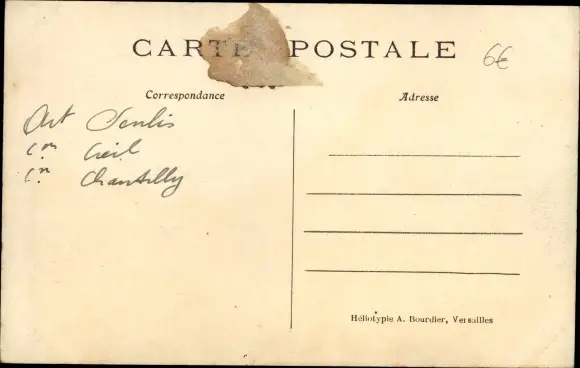 CARTE POSTALE
6€
Correspondance
Adresse
Art Senlis
Con Creil
Con Chantilly
Héliotypie A. Bourdier, Versailles